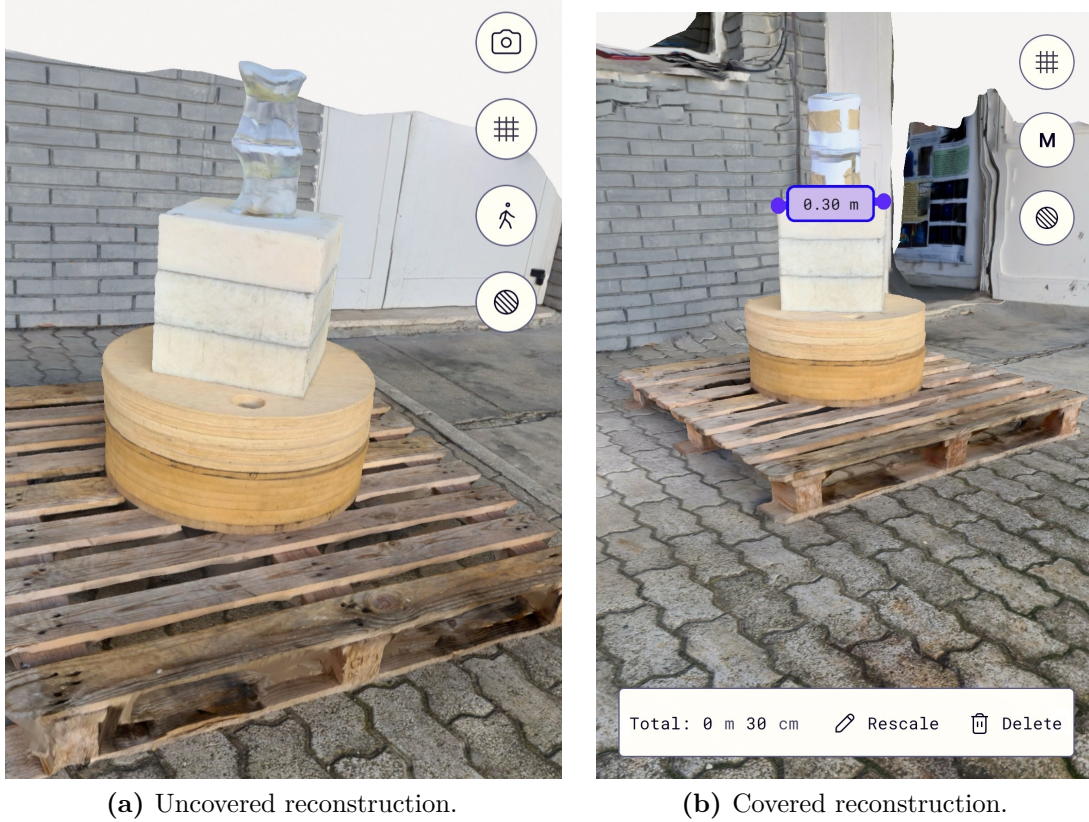 M
0.30 m
Total: 0 m 30 cm Rescale Delete
(a) Uncovered reconstruction.
(b) Covered reconstruction.